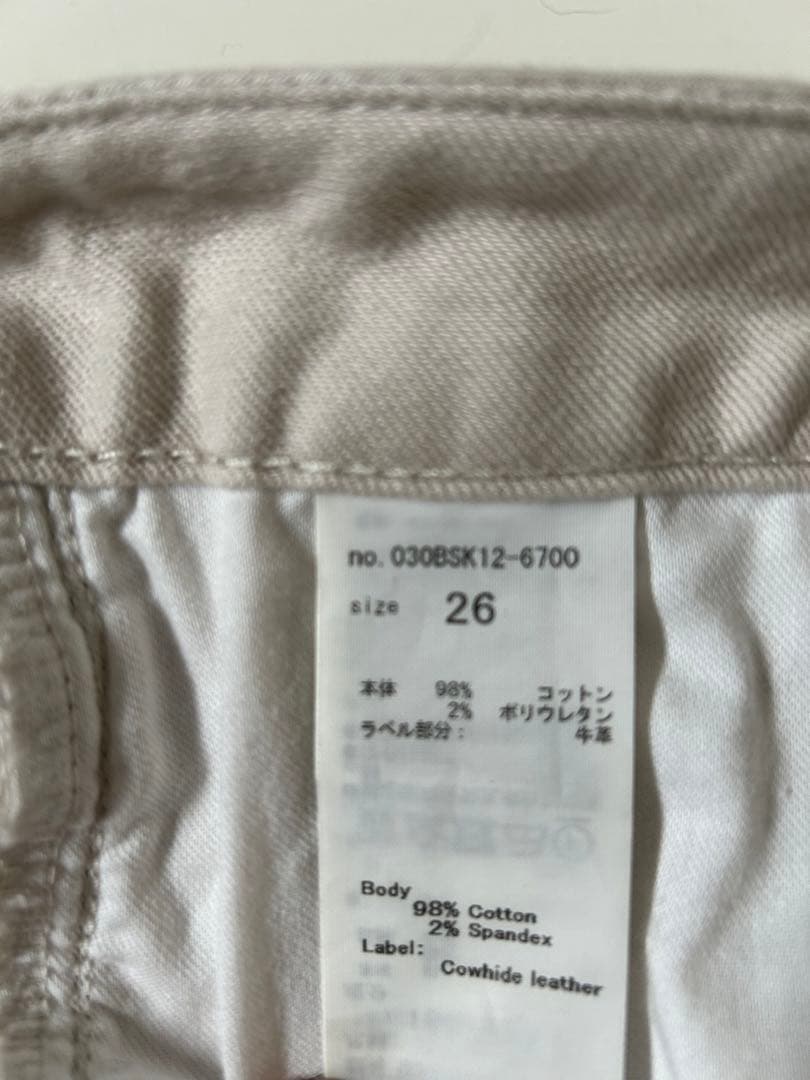 no. 030BSK12-6700
size 26
本体 98% コットン
2% ポリウレタン
ラベル部分： 牛革
Body
98% Cotton
2% Spandex
Label:
Cowhide leather